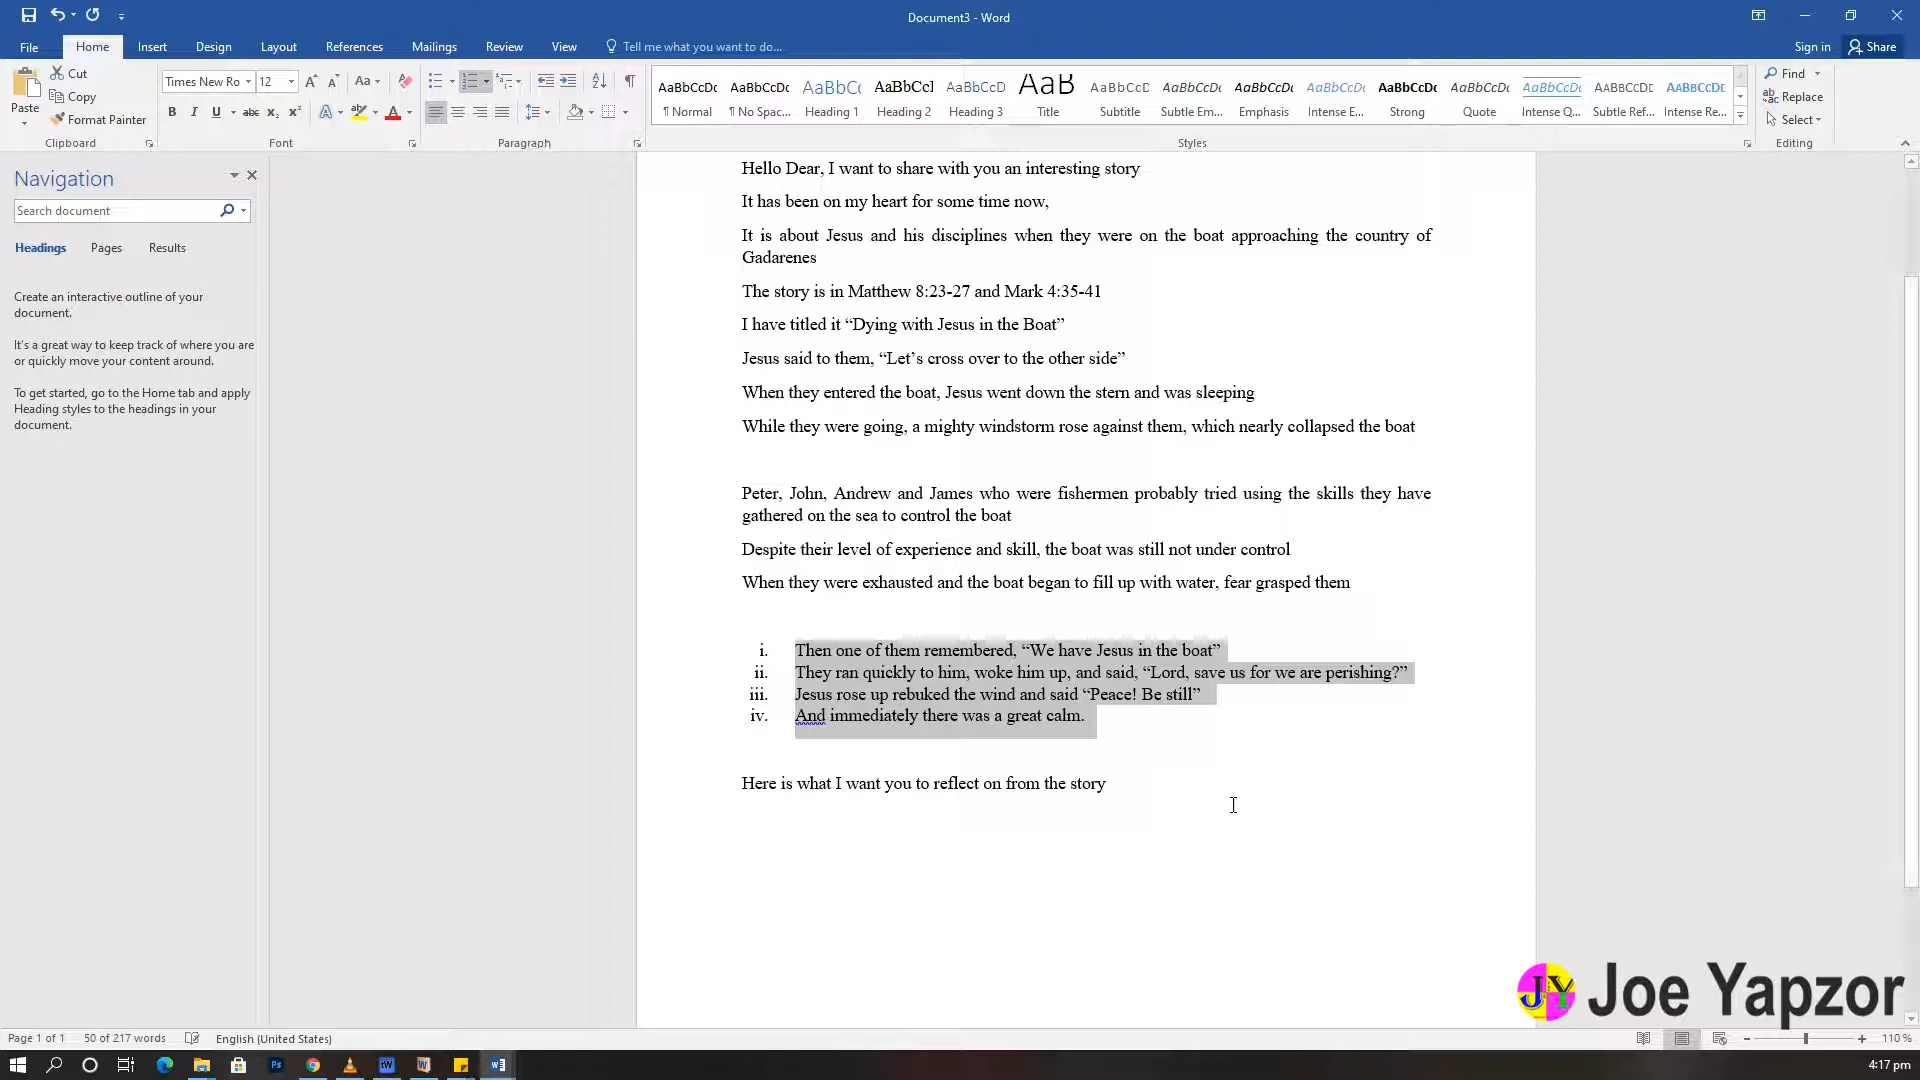 Document3 - Word
File Home Insert Design Layout References Mailings Review View Tell me what you want to do... Sign in Share
Paste Cut Copy Format Painter Clipboard
Times New Ro 12 Font
Paragraph
AaBbCcDc AaBbCcDc AaBbCc AaBbCcI AaBbCcD AaB AaBbCcD AaBbCcDc AaBbCcDc AaBbCcDc AaBbCcDc AaBbCcDc AaBbCcDc AABBCCDE AABBCCDE
¶ Normal ¶ No Spac... Heading 1 Heading 2 Heading 3 Title Subtitle Subtle Em... Emphasis Intense E... Strong Quote Intense Q... Subtle Ref... Intense Re...
Styles
Find Replace Select Editing
Navigation
Search document
Headings Pages Results
Create an interactive outline of your
document.
It's a great way to keep track of where you are
or quickly move your content around.
To get started, go to the Home tab and apply
Heading styles to the headings in your
document.
Hello Dear, I want to share with you an interesting story
It has been on my heart for some time now,
It is about Jesus and his disciplines when they were on the boat approaching the country of
Gadarenes
The story is in Matthew 8:23-27 and Mark 4:35-41
I have titled it “Dying with Jesus in the Boat”
Jesus said to them, “Let’s cross over to the other side”
When they entered the boat, Jesus went down the stern and was sleeping
While they were going, a mighty windstorm rose against them, which nearly collapsed the boat
Peter, John, Andrew and James who were fishermen probably tried using the skills they have
gathered on the sea to control the boat
Despite their level of experience and skill, the boat was still not under control
When they were exhausted and the boat began to fill up with water, fear grasped them
i. Then one of them remembered, “We have Jesus in the boat”
ii. They ran quickly to him, woke him up, and said, “Lord, save us for we are perishing?”
iii. Jesus rose up rebuked the wind and said “Peace! Be still”
iv. And immediately there was a great calm.
Here is what I want you to reflect on from the story
JY Joe Yapzor
Page 1 of 1 50 of 217 words English (United States) 110 %
4:17 pm